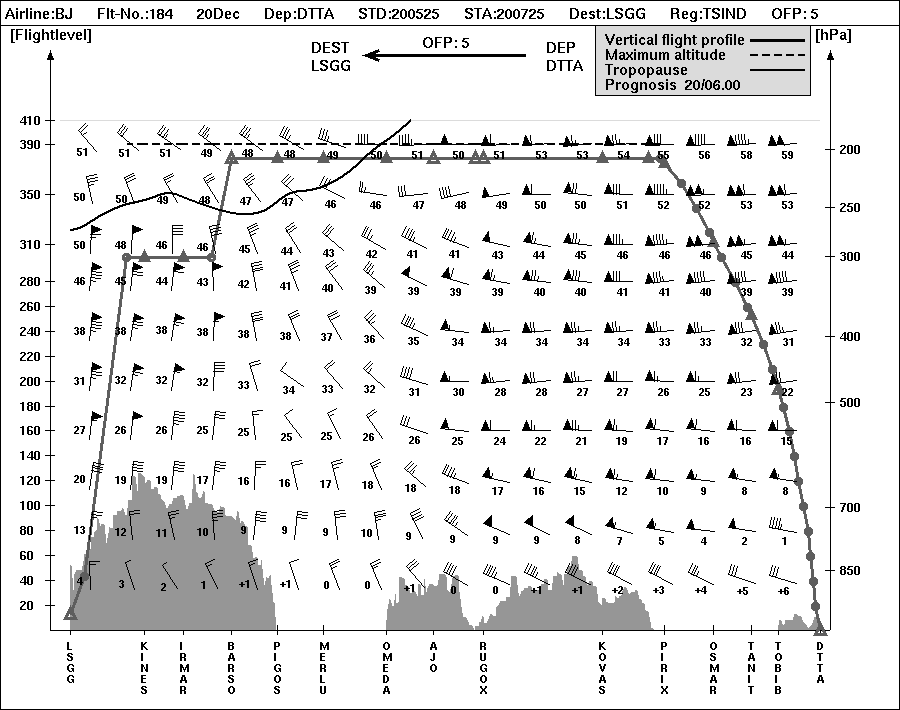 Airline:BJ Flt-No.:184 20Dec Dep:DTTA STD:200525 STA:200725 Dest:LSGG Reg:TSIND OFP: 5
[Flightlevel] [hPa]
DEST OFP: 5 DEP
LSGG DTTA
Vertical flight profile
Maximum altitude
Tropopause
Prognosis 20/06.00
410
390
51 51 51 49 48 48 49 50 51 50 51 53 53 54 55 56 58 59
200
350
50 50 49 48 47 47 46 46 47 48 49 50 50 51 52 52 53 53
250
310
50 48 46 46 45 44 43 42 41 41 43 44 45 46 46 46 45 44
300
280
46 45 44 43 42 41 40 39 39 39 39 40 40 41 41 40 39 39
260
240
38 38 38 38 38 38 37 36 35 34 34 34 34 34 33 33 32 31
400
220
200
31 32 32 32 33 34 33 32 31 30 28 28 27 27 26 25 23 22
180
500
160
27 26 26 25 25 25 25 26 26 25 24 22 21 19 17 16 16 15
140
120
20 19 19 17 16 16 17 18 18 18 17 16 15 12 10 9 8 8
100
700
80
13 12 11 10 9 9 9 10 9 9 9 9 8 7 5 4 2 1
60
850
40
4 3 2 1 +1 +1 0 0 +1 0 0 +1 +1 +2 +3 +4 +5 +6
20
LSGG KINES IRMAR BARSO PIGOS MERLU OMEDA AJO RUGOX KOVAS PIRIX OSMAR TANIT TOBIB DTTA